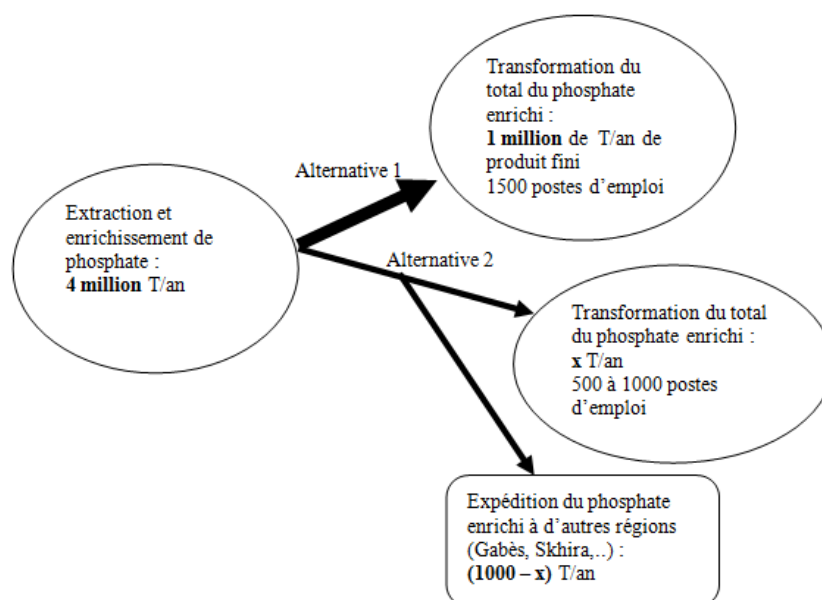 Transformation du
total du phosphate
enrichi :
1 million de T/an de
produit fini
1500 postes d'emploi
Alternative 1
Extraction et
enrichissement de
phosphate :
4 million T/an
Alternative 2
Transformation du total
du phosphate enrichi :
x T/an
500 à 1000 postes
d'emploi
Expédition du phosphate
enrichi à d'autres régions
(Gabès, Skhira,..) :
(1000 – x) T/an